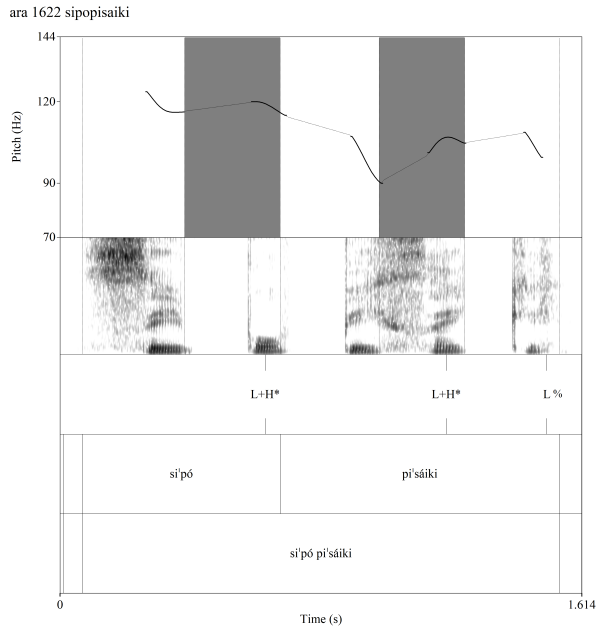 ara 1622 sipopisaiki
144
120
90
70
Pitch (Hz)
L+H* L+H* L %
si'pó pi'sáiki
si'pó pi'sáiki
0 1.614
Time (s)